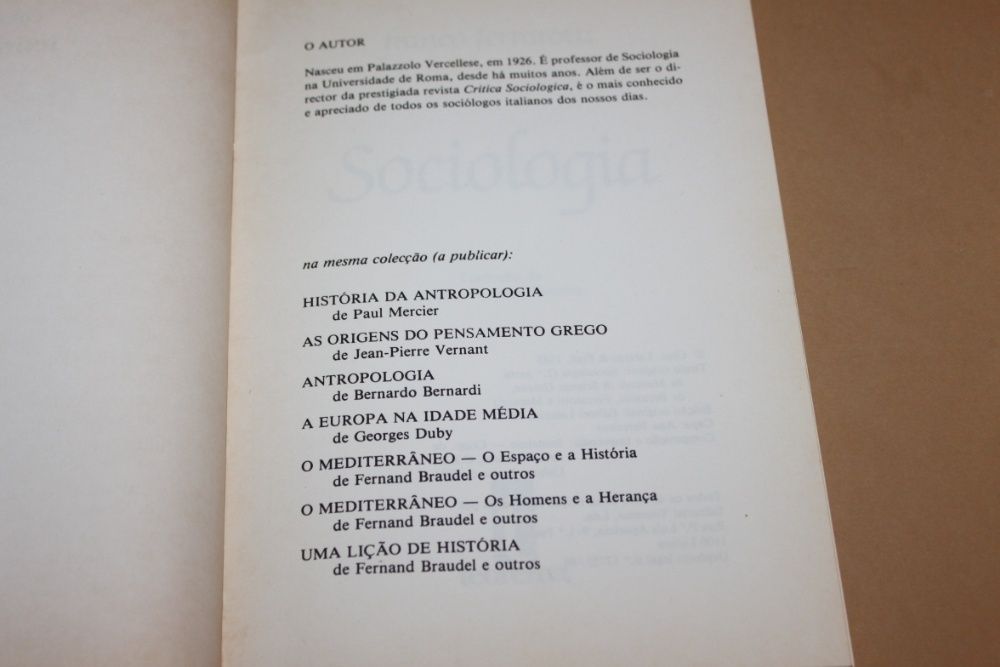 O AUTOR
Nasceu em Palazzolo Vercellese, em 1926. É professor de Sociologia
na Universidade de Roma, desde há muitos anos. Além de ser o di-
rector da prestigiada revista Critica Sociologica, é o mais conhecido
e apreciado de todos os sociólogos italianos dos nossos dias.
Sociologia
na mesma colecção (a publicar):
HISTÓRIA DA ANTROPOLOGIA
de Paul Mercier
AS ORIGENS DO PENSAMENTO GREGO
de Jean-Pierre Vernant
ANTROPOLOGIA
de Bernardo Bernardi
A EUROPA NA IDADE MÉDIA
de Georges Duby
O MEDITERRÂNEO — O Espaço e a História
de Fernand Braudel e outros
O MEDITERRÂNEO — Os Homens e a Herança
de Fernand Braudel e outros
UMA LIÇÃO DE HISTÓRIA
de Fernand Braudel e outros